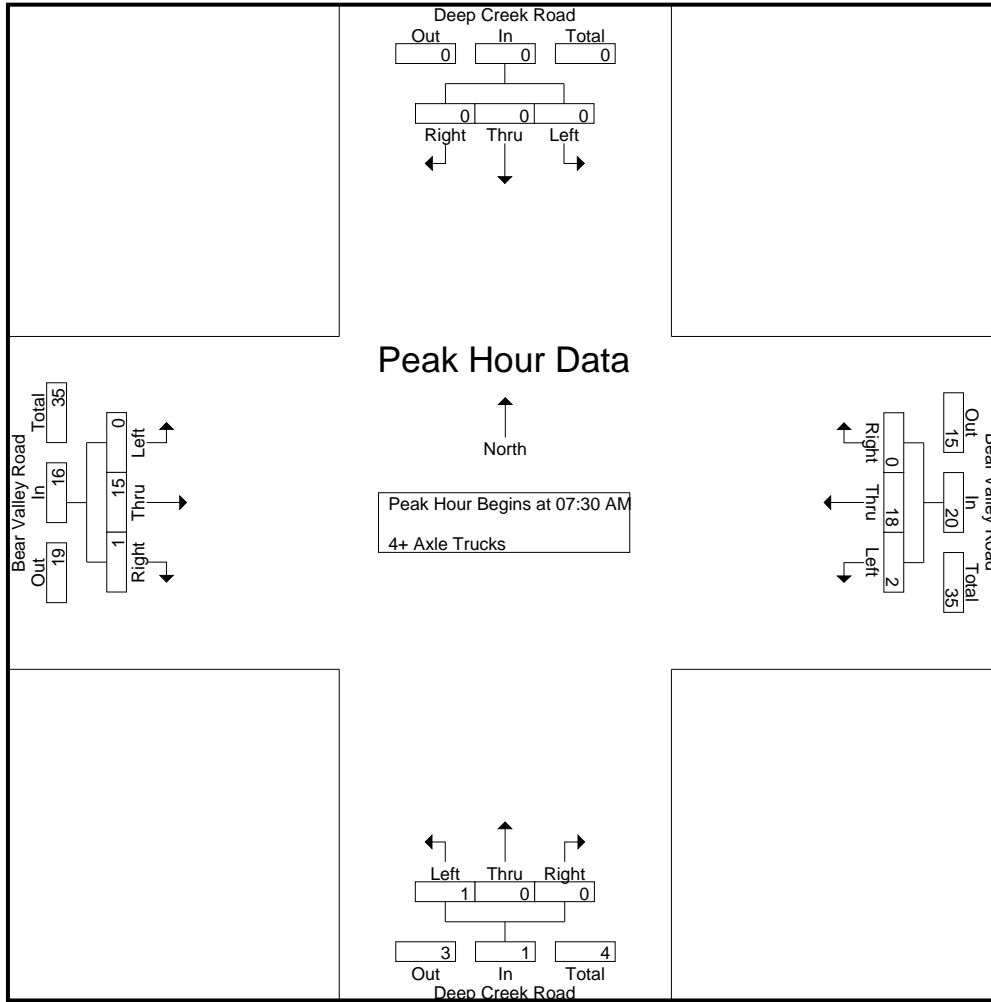 Deep Creek Road
Out In Total
0 0 0
0 0 0
Right Thru Left
Peak Hour Data
North
Peak Hour Begins at 07:30 AM
4+ Axle Trucks
Bear Valley Road
Out In Total
19 16 35
Left Thru Right
0 15 1
Bear Valley Road
Out In Total
15 20 35
Right Thru Left
0 18 2
Left Thru Right
1 0 0
3 1 4
Out In Total
Deep Creek Road